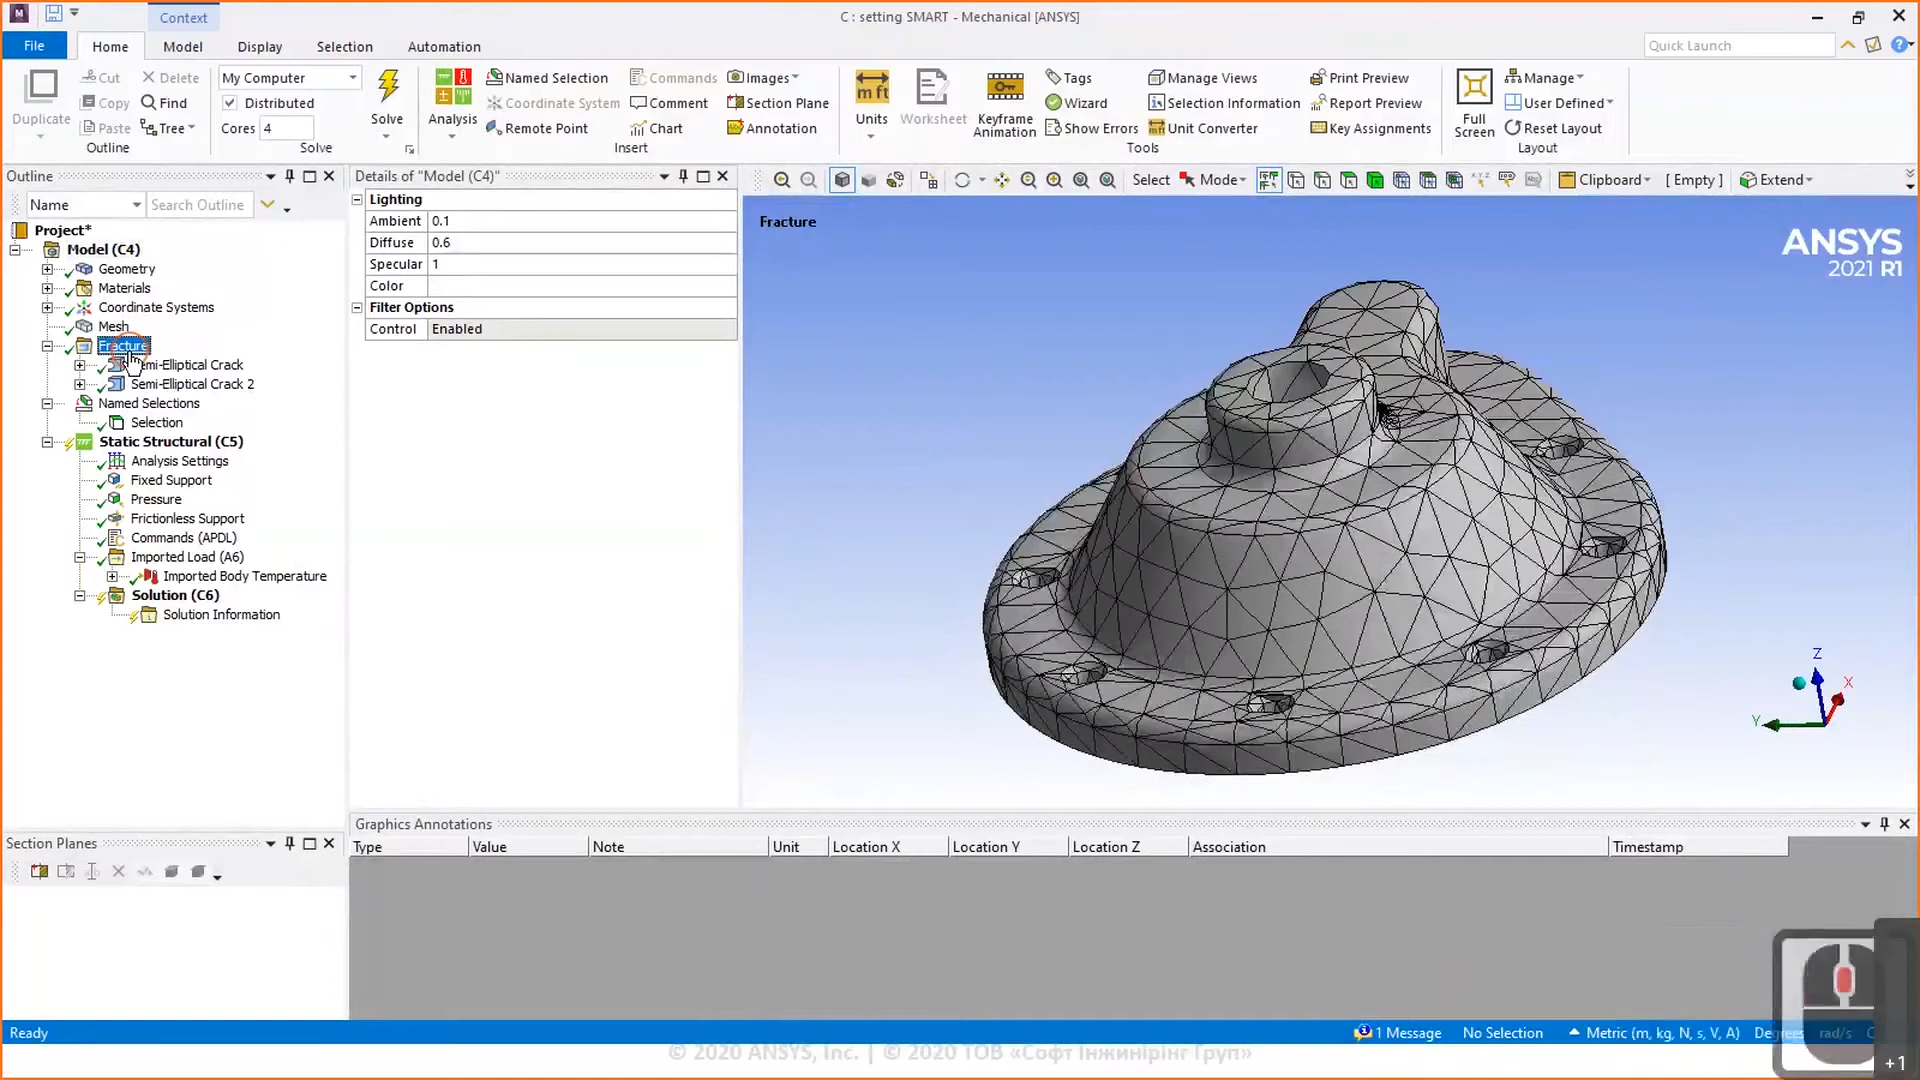 Context
C : setting SMART - Mechanical [ANSYS]
File Home Model Display Selection Automation
Quick Launch
Duplicate
Cut
Copy
Paste
Delete
Find
Tree
Outline
My Computer
Distributed
Cores 4
Solve
Solve
Analysis
Named Selection
Coordinate System
Remote Point
Commands
Comment
Chart
Images
Section Plane
Annotation
Insert
Units
Worksheet
Keyframe
Animation
Tags
Wizard
Show Errors
Manage Views
Selection Information
Unit Converter
Print Preview
Report Preview
Key Assignments
Tools
Full
Screen
Manage
User Defined
Reset Layout
Layout
Outline
Name
Search Outline
Project*
Model (C4)
Geometry
Materials
Coordinate Systems
Mesh
Fracture
emi-Elliptical Crack
Semi-Elliptical Crack 2
Named Selections
Selection
Static Structural (C5)
Analysis Settings
Fixed Support
Pressure
Frictionless Support
Commands (APDL)
Imported Load (A6)
Imported Body Temperature
Solution (C6)
Solution Information
Details of "Model (C4)"
Lighting
Ambient 0.1
Diffuse 0.6
Specular 1
Color
Filter Options
Control Enabled
Select Mode Clipboard [ Empty ] Extend
Fracture
ANSYS
2021 R1
Z
X
Y
Section Planes
Graphics Annotations
Type Value Note Unit Location X Location Y Location Z Association Timestamp
Ready
1 Message No Selection Metric (m, kg, N, s, V, A) Degrees rad/s C
© 2020 ANSYS, Inc. | © 2020 ТОВ «Софт Інжинірінг Груп»
+1